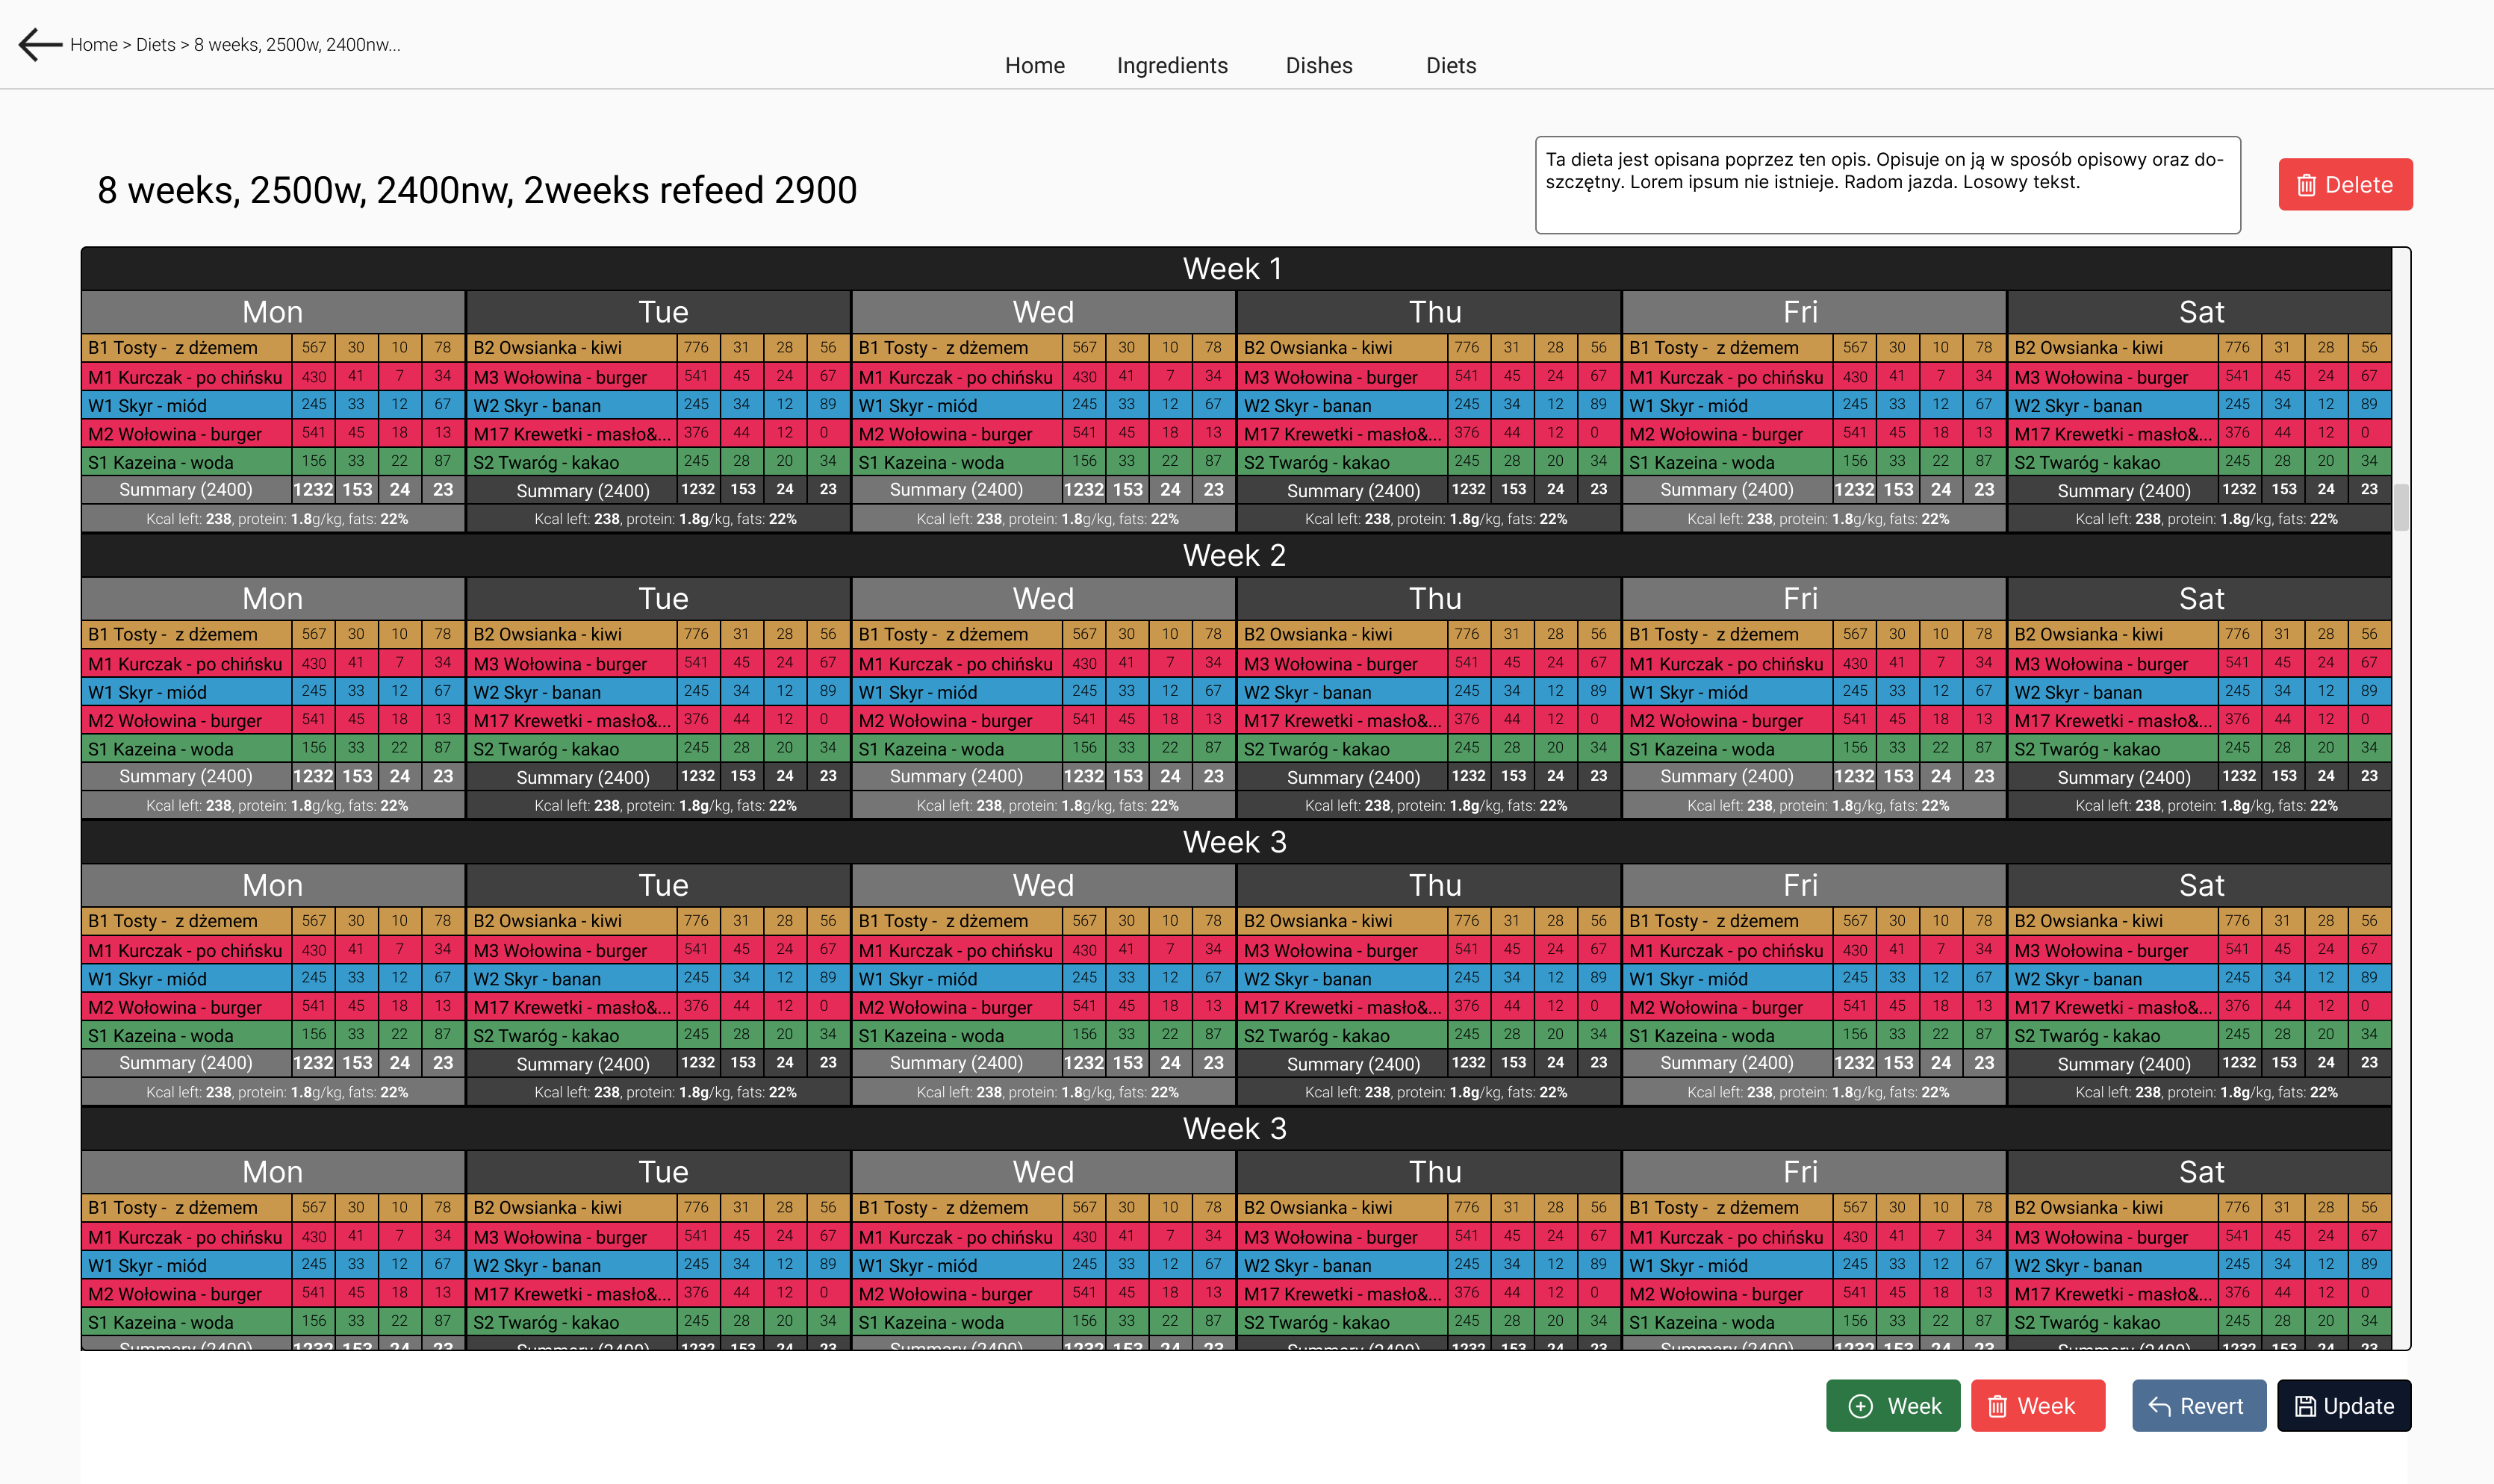 Home > Diets > 8 weeks, 2500w, 2400nw...
Home Ingredients Dishes Diets
8 weeks, 2500w, 2400nw, 2weeks refeed 2900
Ta dieta jest opisana poprzez ten opis. Opisuje on ją w sposób opisowy oraz do-
szczętny. Lorem ipsum nie istnieje. Radom jazda. Losowy tekst.
Delete
Week 1
Mon Tue Wed Thu Fri Sat
B1 Tosty - z dżemem 567 30 10 78 B2 Owsianka - kiwi 776 31 28 56 B1 Tosty - z dżemem 567 30 10 78 B2 Owsianka - kiwi 776 31 28 56 B1 Tosty - z dżemem 567 30 10 78 B2 Owsianka - kiwi 776 31 28 56
M1 Kurczak - po chińsku 430 41 7 34 M3 Wołowina - burger 541 45 24 67 M1 Kurczak - po chińsku 430 41 7 34 M3 Wołowina - burger 541 45 24 67 M1 Kurczak - po chińsku 430 41 7 34 M3 Wołowina - burger 541 45 24 67
W1 Skyr - miód 245 33 12 67 W2 Skyr - banan 245 34 12 89 W1 Skyr - miód 245 33 12 67 W2 Skyr - banan 245 34 12 89 W1 Skyr - miód 245 33 12 67 W2 Skyr - banan 245 34 12 89
M2 Wołowina - burger 541 45 18 13 M17 Krewetki - masło&... 376 44 12 0 M2 Wołowina - burger 541 45 18 13 M17 Krewetki - masło&... 376 44 12 0 M2 Wołowina - burger 541 45 18 13 M17 Krewetki - masło&... 376 44 12 0
S1 Kazeina - woda 156 33 22 87 S2 Twaróg - kakao 245 28 20 34 S1 Kazeina - woda 156 33 22 87 S2 Twaróg - kakao 245 28 20 34 S1 Kazeina - woda 156 33 22 87 S2 Twaróg - kakao 245 28 20 34
Summary (2400) 1232 153 24 23 Summary (2400) 1232 153 24 23 Summary (2400) 1232 153 24 23 Summary (2400) 1232 153 24 23 Summary (2400) 1232 153 24 23 Summary (2400) 1232 153 24 23
Kcal left: 238, protein: 1.8g/kg, fats: 22% Kcal left: 238, protein: 1.8g/kg, fats: 22% Kcal left: 238, protein: 1.8g/kg, fats: 22% Kcal left: 238, protein: 1.8g/kg, fats: 22% Kcal left: 238, protein: 1.8g/kg, fats: 22% Kcal left: 238, protein: 1.8g/kg, fats: 22%
Week 2
Mon Tue Wed Thu Fri Sat
B1 Tosty - z dżemem 567 30 10 78 B2 Owsianka - kiwi 776 31 28 56 B1 Tosty - z dżemem 567 30 10 78 B2 Owsianka - kiwi 776 31 28 56 B1 Tosty - z dżemem 567 30 10 78 B2 Owsianka - kiwi 776 31 28 56
M1 Kurczak - po chińsku 430 41 7 34 M3 Wołowina - burger 541 45 24 67 M1 Kurczak - po chińsku 430 41 7 34 M3 Wołowina - burger 541 45 24 67 M1 Kurczak - po chińsku 430 41 7 34 M3 Wołowina - burger 541 45 24 67
W1 Skyr - miód 245 33 12 67 W2 Skyr - banan 245 34 12 89 W1 Skyr - miód 245 33 12 67 W2 Skyr - banan 245 34 12 89 W1 Skyr - miód 245 33 12 67 W2 Skyr - banan 245 34 12 89
M2 Wołowina - burger 541 45 18 13 M17 Krewetki - masło&... 376 44 12 0 M2 Wołowina - burger 541 45 18 13 M17 Krewetki - masło&... 376 44 12 0 M2 Wołowina - burger 541 45 18 13 M17 Krewetki - masło&... 376 44 12 0
S1 Kazeina - woda 156 33 22 87 S2 Twaróg - kakao 245 28 20 34 S1 Kazeina - woda 156 33 22 87 S2 Twaróg - kakao 245 28 20 34 S1 Kazeina - woda 156 33 22 87 S2 Twaróg - kakao 245 28 20 34
Summary (2400) 1232 153 24 23 Summary (2400) 1232 153 24 23 Summary (2400) 1232 153 24 23 Summary (2400) 1232 153 24 23 Summary (2400) 1232 153 24 23 Summary (2400) 1232 153 24 23
Kcal left: 238, protein: 1.8g/kg, fats: 22% Kcal left: 238, protein: 1.8g/kg, fats: 22% Kcal left: 238, protein: 1.8g/kg, fats: 22% Kcal left: 238, protein: 1.8g/kg, fats: 22% Kcal left: 238, protein: 1.8g/kg, fats: 22% Kcal left: 238, protein: 1.8g/kg, fats: 22%
Week 3
Mon Tue Wed Thu Fri Sat
B1 Tosty - z dżemem 567 30 10 78 B2 Owsianka - kiwi 776 31 28 56 B1 Tosty - z dżemem 567 30 10 78 B2 Owsianka - kiwi 776 31 28 56 B1 Tosty - z dżemem 567 30 10 78 B2 Owsianka - kiwi 776 31 28 56
M1 Kurczak - po chińsku 430 41 7 34 M3 Wołowina - burger 541 45 24 67 M1 Kurczak - po chińsku 430 41 7 34 M3 Wołowina - burger 541 45 24 67 M1 Kurczak - po chińsku 430 41 7 34 M3 Wołowina - burger 541 45 24 67
W1 Skyr - miód 245 33 12 67 W2 Skyr - banan 245 34 12 89 W1 Skyr - miód 245 33 12 67 W2 Skyr - banan 245 34 12 89 W1 Skyr - miód 245 33 12 67 W2 Skyr - banan 245 34 12 89
M2 Wołowina - burger 541 45 18 13 M17 Krewetki - masło&... 376 44 12 0 M2 Wołowina - burger 541 45 18 13 M17 Krewetki - masło&... 376 44 12 0 M2 Wołowina - burger 541 45 18 13 M17 Krewetki - masło&... 376 44 12 0
S1 Kazeina - woda 156 33 22 87 S2 Twaróg - kakao 245 28 20 34 S1 Kazeina - woda 156 33 22 87 S2 Twaróg - kakao 245 28 20 34 S1 Kazeina - woda 156 33 22 87 S2 Twaróg - kakao 245 28 20 34
Summary (2400) 1232 153 24 23 Summary (2400) 1232 153 24 23 Summary (2400) 1232 153 24 23 Summary (2400) 1232 153 24 23 Summary (2400) 1232 153 24 23 Summary (2400) 1232 153 24 23
Kcal left: 238, protein: 1.8g/kg, fats: 22% Kcal left: 238, protein: 1.8g/kg, fats: 22% Kcal left: 238, protein: 1.8g/kg, fats: 22% Kcal left: 238, protein: 1.8g/kg, fats: 22% Kcal left: 238, protein: 1.8g/kg, fats: 22% Kcal left: 238, protein: 1.8g/kg, fats: 22%
Week 3
Mon Tue Wed Thu Fri Sat
B1 Tosty - z dżemem 567 30 10 78 B2 Owsianka - kiwi 776 31 28 56 B1 Tosty - z dżemem 567 30 10 78 B2 Owsianka - kiwi 776 31 28 56 B1 Tosty - z dżemem 567 30 10 78 B2 Owsianka - kiwi 776 31 28 56
M1 Kurczak - po chińsku 430 41 7 34 M3 Wołowina - burger 541 45 24 67 M1 Kurczak - po chińsku 430 41 7 34 M3 Wołowina - burger 541 45 24 67 M1 Kurczak - po chińsku 430 41 7 34 M3 Wołowina - burger 541 45 24 67
W1 Skyr - miód 245 33 12 67 W2 Skyr - banan 245 34 12 89 W1 Skyr - miód 245 33 12 67 W2 Skyr - banan 245 34 12 89 W1 Skyr - miód 245 33 12 67 W2 Skyr - banan 245 34 12 89
M2 Wołowina - burger 541 45 18 13 M17 Krewetki - masło&... 376 44 12 0 M2 Wołowina - burger 541 45 18 13 M17 Krewetki - masło&... 376 44 12 0 M2 Wołowina - burger 541 45 18 13 M17 Krewetki - masło&... 376 44 12 0
S1 Kazeina - woda 156 33 22 87 S2 Twaróg - kakao 245 28 20 34 S1 Kazeina - woda 156 33 22 87 S2 Twaróg - kakao 245 28 20 34 S1 Kazeina - woda 156 33 22 87 S2 Twaróg - kakao 245 28 20 34
Summary (2400) 1232 153 24 23 Summary (2400) 1232 153 24 23 Summary (2400) 1232 153 24 23 Summary (2400) 1232 153 24 23 Summary (2400) 1232 153 24 23 Summary (2400) 1232 153 24 23
Week Week Revert Update